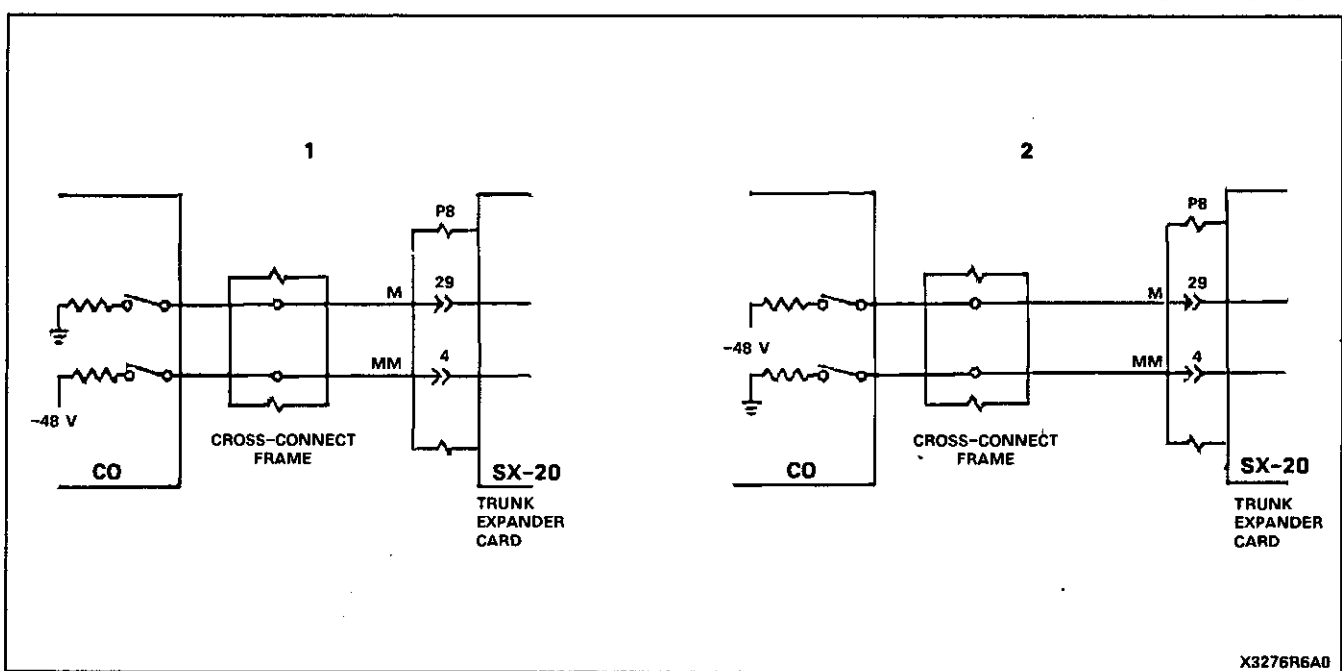 1
P8
29
M
4
MM
-48 V
CROSS-CONNECT
FRAME
CO
SX-20
TRUNK
EXPANDER
CARD
2
P8
29
M
-48 V
4
MM
CROSS-CONNECT
FRAME
CO
SX-20
TRUNK
EXPANDER
CARD
X3276R6A0